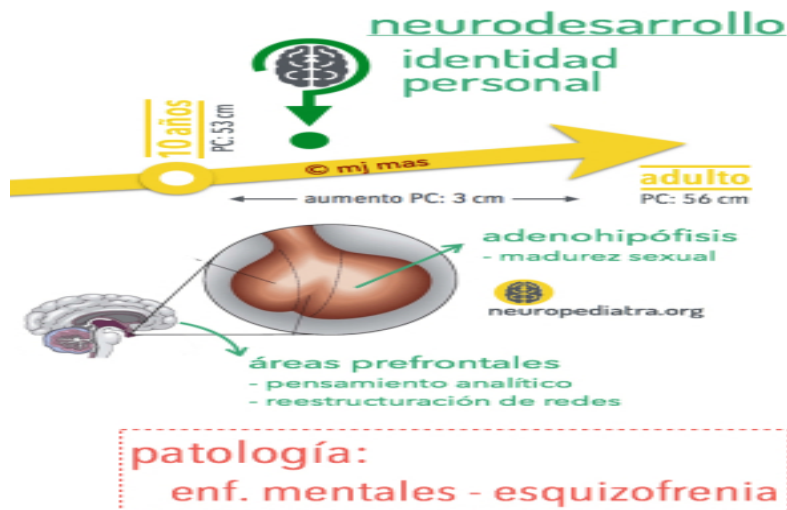 neurodesarrollo
identidad
personal
10 años
PC: 53 cm
© mj mas
aumento PC: 3 cm
adulto
PC: 56 cm
adenohipófisis
- madurez sexual
neuropediatra.org
áreas prefrontales
- pensamiento analítico
- reestructuración de redes
patología:
enf. mentales - esquizofrenia